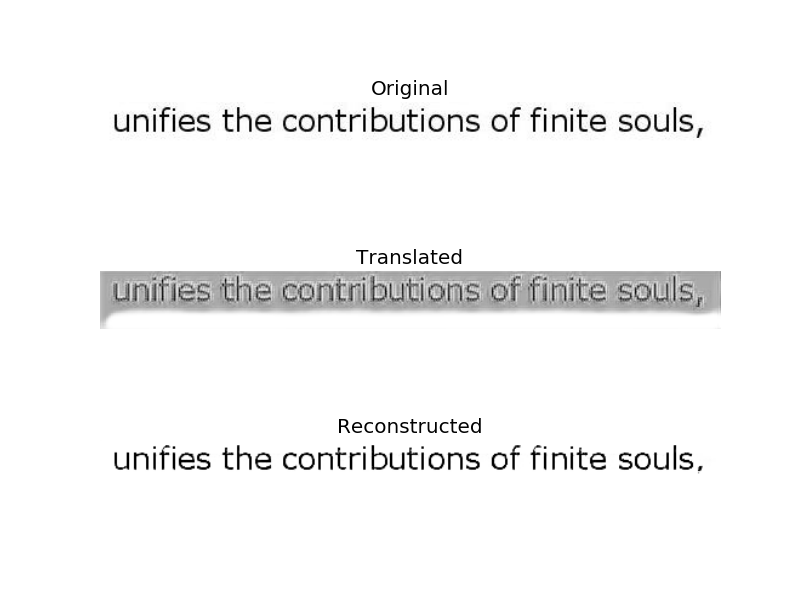 Original
unifies the contributions of finite souls,
Translated
unifies the contributions of finite souls,
Reconstructed
unifies the contributions of finite souls.